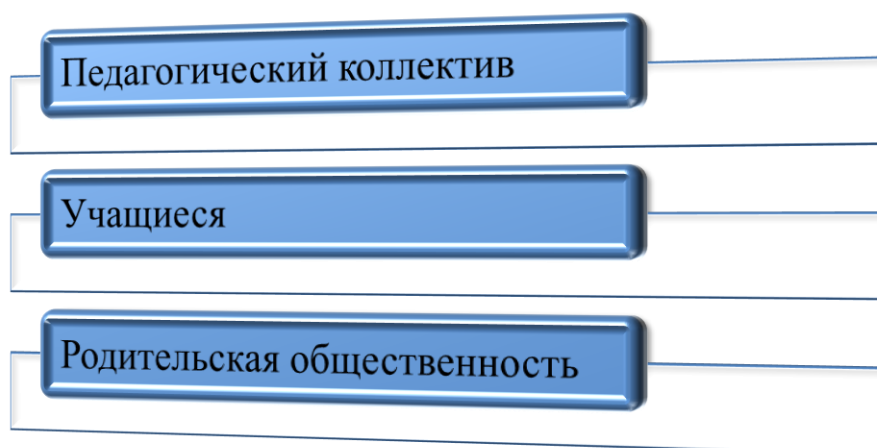 Педагогический коллектив
Учащиеся
Родительская общественность